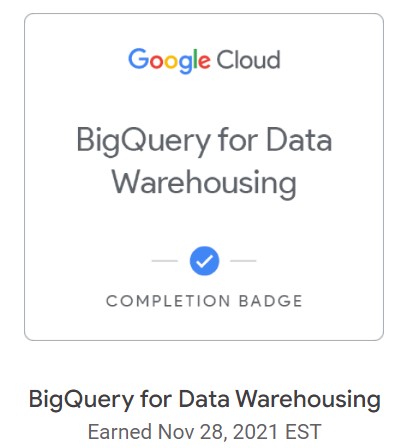 Google Cloud
BigQuery for Data
Warehousing
COMPLETION BADGE
BigQuery for Data Warehousing
Earned Nov 28, 2021 EST